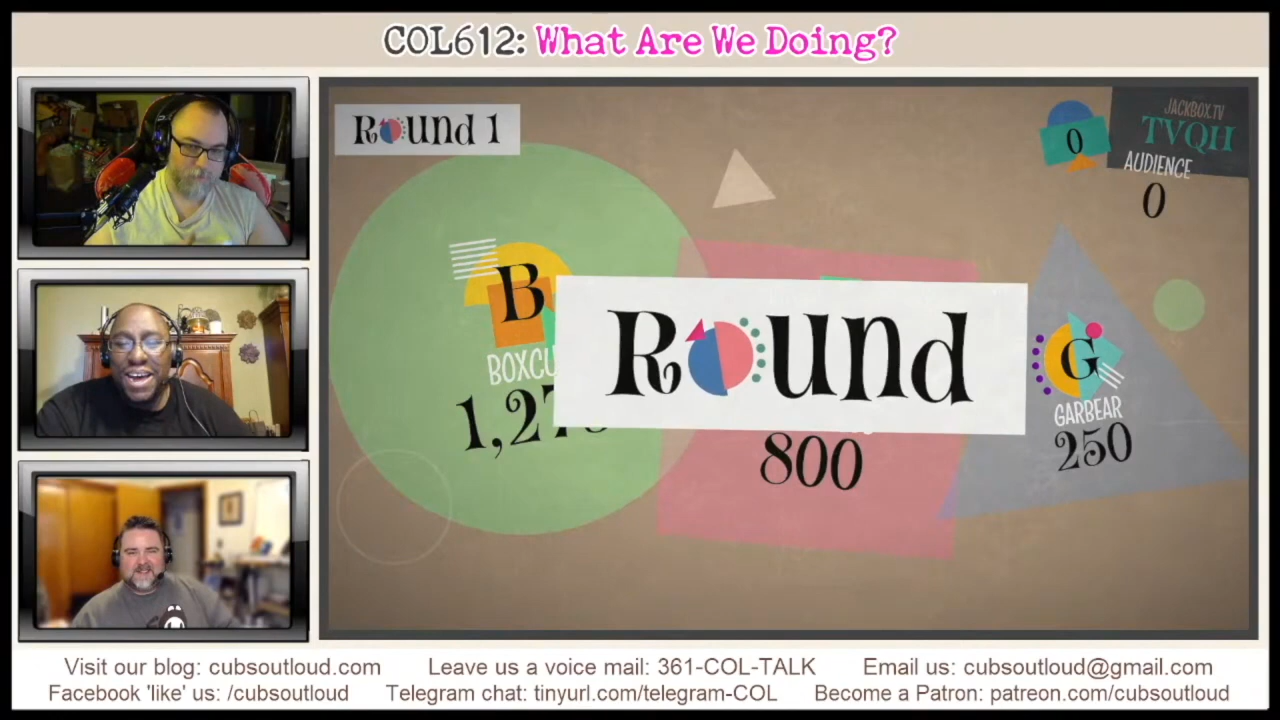 COL612: What Are We Doing?
Round 1
0
JACKBOX.TV
TVQH
AUDIENCE
0
B
Round
G
GARBEAR
800
250
Visit our blog: cubsoutloud.com Leave us a voice mail: 361-COL-TALK Email us: cubsoutloud@gmail.com
Facebook 'like' us: /cubsoutloud Telegram chat: tinyurl.com/telegram-COL Become a Patron: patreon.com/cubsoutloud